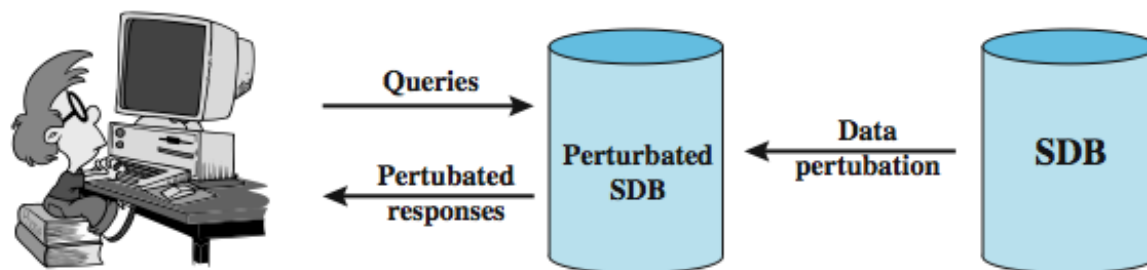 Queries
Pertubated
responses
Perturbated
SDB
Data
pertubation
SDB